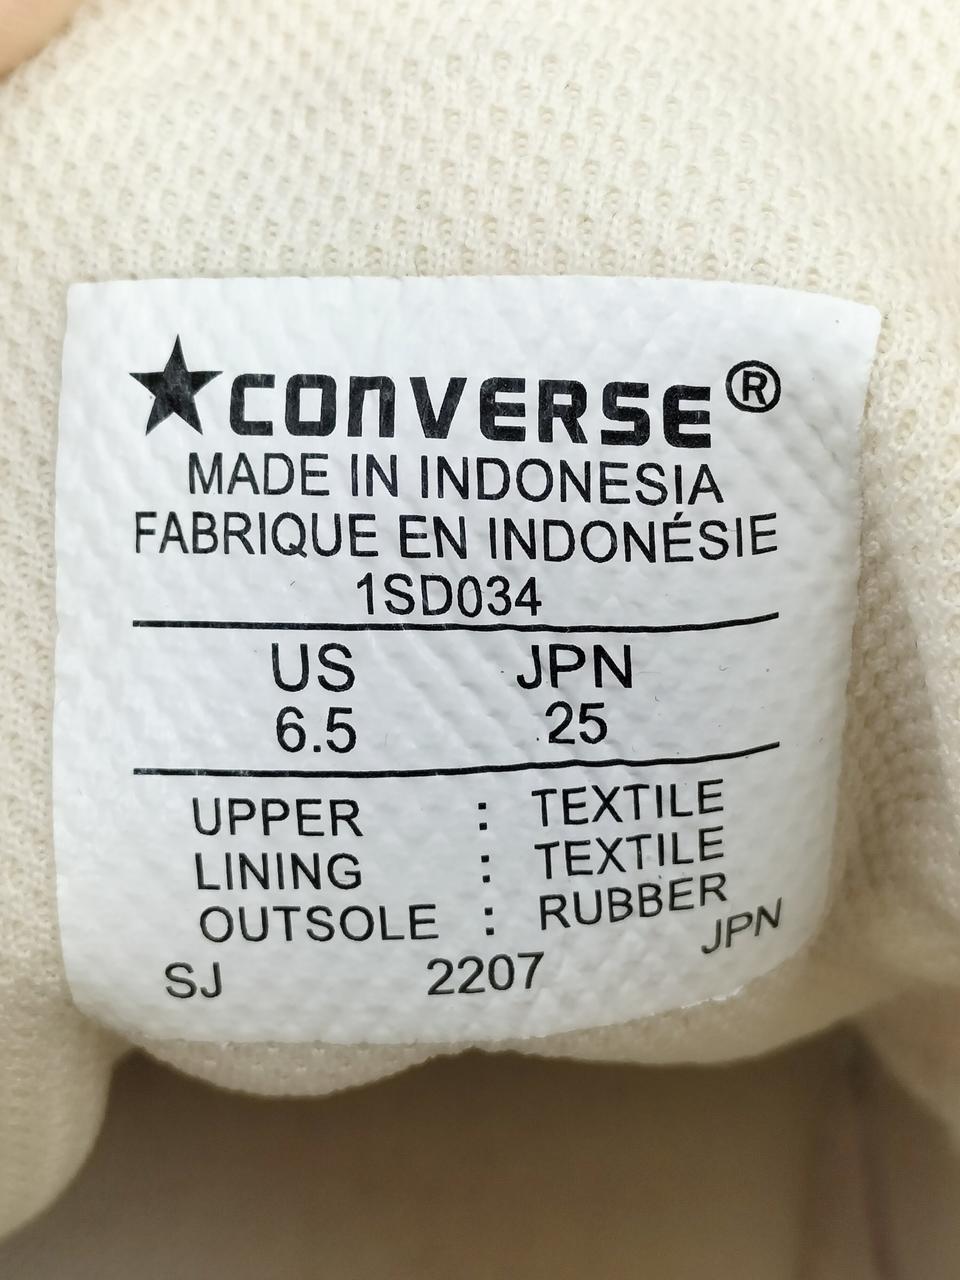 CONVERSE®
MADE IN INDONESIA
FABRIQUE EN INDONÉSIE
1SD034
US JPN
6.5 25
UPPER : TEXTILE
LINING : TEXTILE
OUTSOLE : RUBBER
SJ 2207 JPN